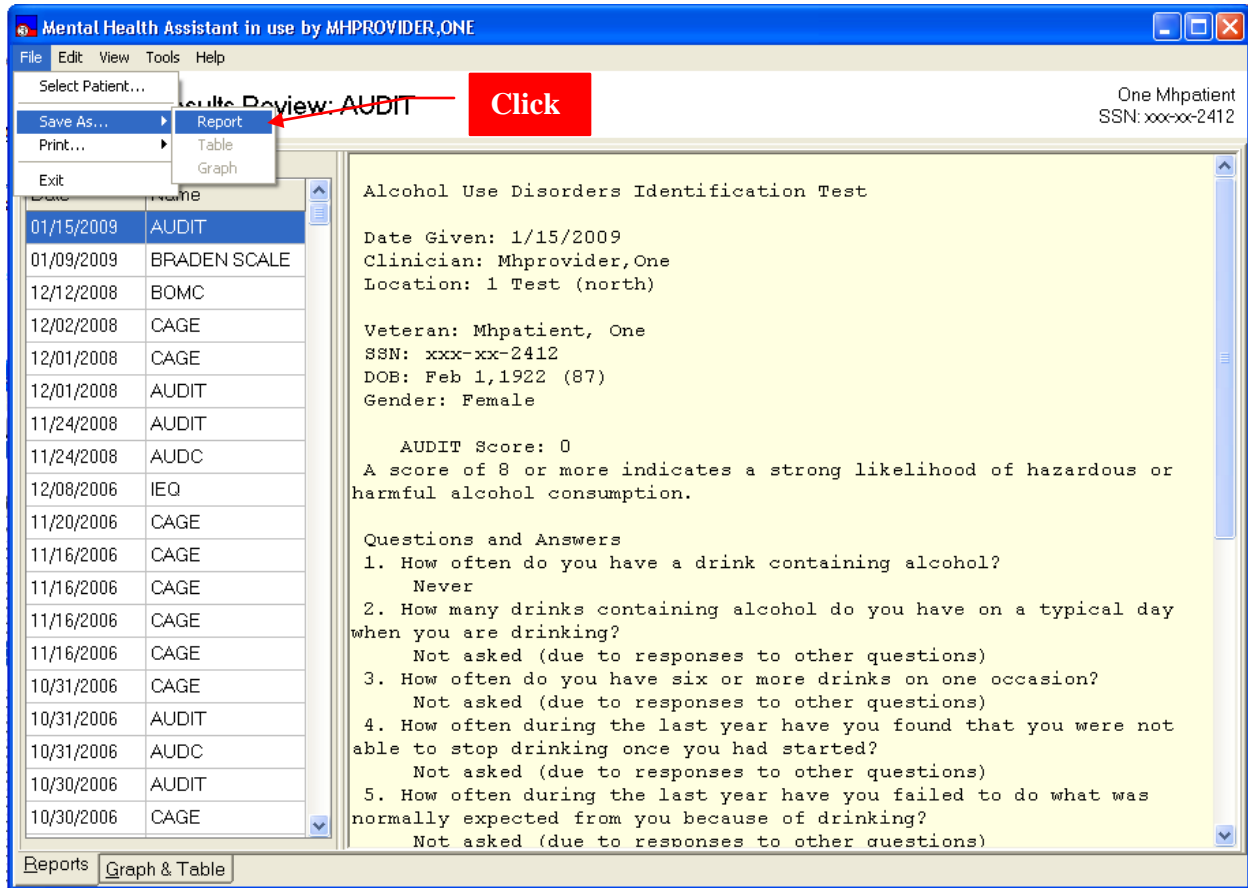 Mental Health Assistant in use by MHPROVIDER,ONE
File Edit View Tools Help
Select Patient...
Save As...
Print...
Exit
Report
Table
Graph
Review: AUDIT
Click
One Mhpatient
SSN: xxx-xx-2412
Date Name
01/15/2009 AUDIT
01/09/2009 BRADEN SCALE
12/12/2008 BOMC
12/02/2008 CAGE
12/01/2008 CAGE
12/01/2008 AUDIT
11/24/2008 AUDIT
11/24/2008 AUDC
12/08/2006 IEQ
11/20/2006 CAGE
11/16/2006 CAGE
11/16/2006 CAGE
11/16/2006 CAGE
11/16/2006 CAGE
10/31/2006 CAGE
10/31/2006 AUDIT
10/31/2006 AUDC
10/30/2006 AUDIT
10/30/2006 CAGE
Alcohol Use Disorders Identification Test
Date Given: 1/15/2009
Clinician: Mhprovider,One
Location: 1 Test (north)
Veteran: Mhpatient, One
SSN: xxx-xx-2412
DOB: Feb 1,1922 (87)
Gender: Female
AUDIT Score: 0
A score of 8 or more indicates a strong likelihood of hazardous or
harmful alcohol consumption.
Questions and Answers
1. How often do you have a drink containing alcohol?
Never
2. How many drinks containing alcohol do you have on a typical day
when you are drinking?
Not asked (due to responses to other questions)
3. How often do you have six or more drinks on one occasion?
Not asked (due to responses to other questions)
4. How often during the last year have you found that you were not
able to stop drinking once you had started?
Not asked (due to responses to other questions)
5. How often during the last year have you failed to do what was
normally expected from you because of drinking?
Not asked (due to responses to other questions)
Reports Graph & Table